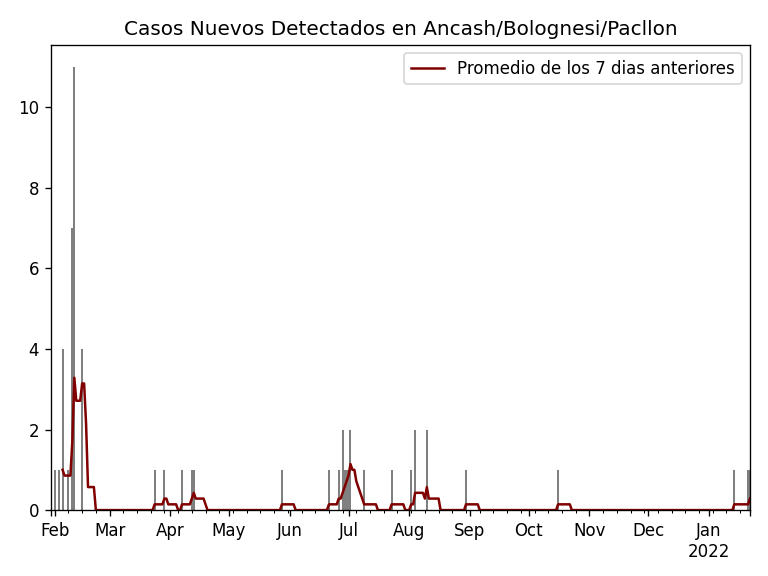 Casos Nuevos Detectados en Ancash/Bolognesi/Pacllon
Promedio de los 7 dias anteriores
10
8
6
4
2
0
Feb Mar Apr May Jun Jul Aug Sep Oct Nov Dec Jan
2022